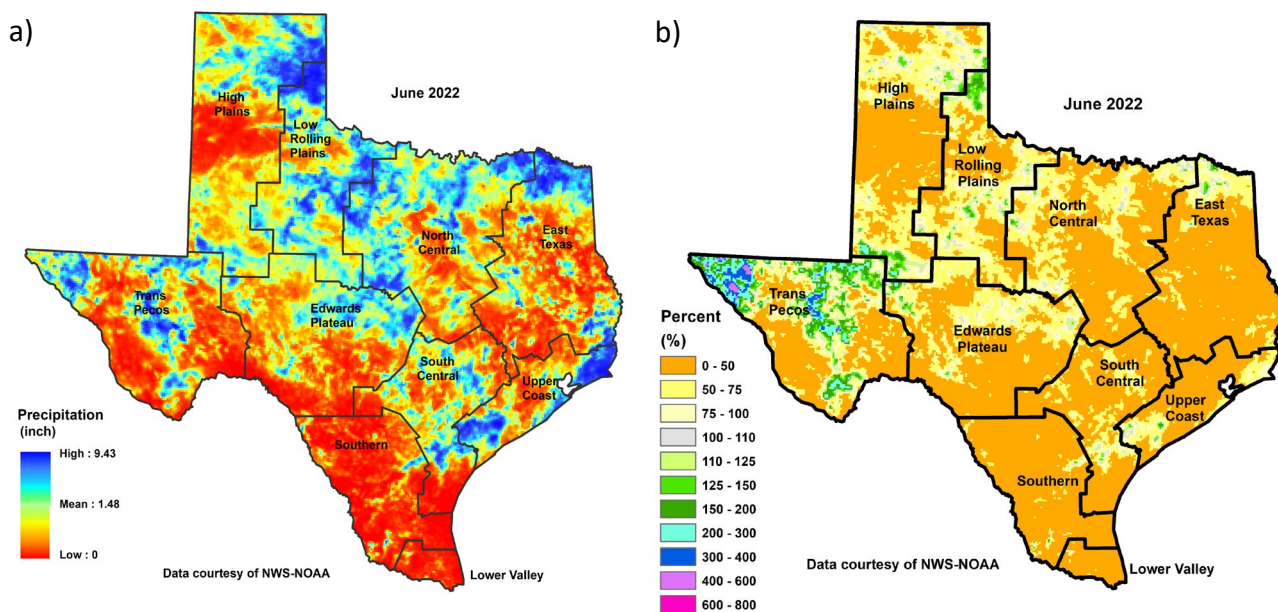 a)
June 2022
High
Plains
Low
Rolling
Plains
North
Central
East
Texas
Trans
Pecos
Edwards
Plateau
South
Central
Upper
Coast
Southern
Precipitation
(inch)
High : 9.43
Mean : 1.48
Low : 0
Data courtesy of NWS-NOAA
Lower Valley
b)
June 2022
High
Plains
Low
Rolling
Plains
North
Central
East
Texas
Trans
Pecos
Edwards
Plateau
South
Central
Upper
Coast
Southern
Percent
(%)
0 - 50
50 - 75
75 - 100
100 - 110
110 - 125
125 - 150
150 - 200
200 - 300
300 - 400
400 - 600
600 - 800
Data courtesy of NWS-NOAA
Lower Valley